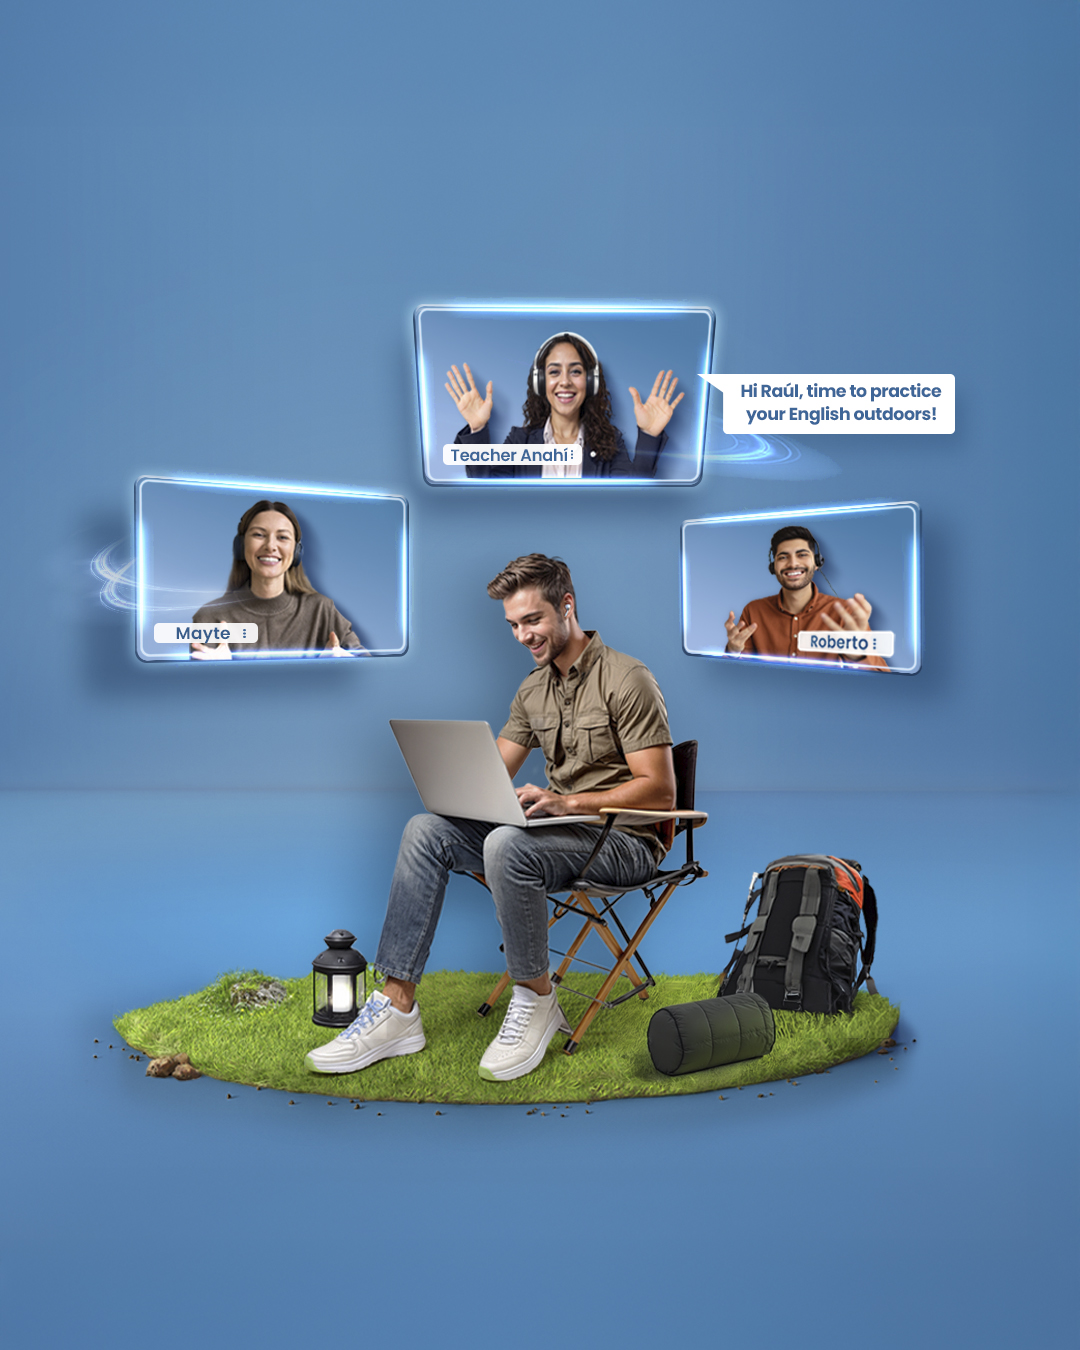 Hi Raúl, time to practice
your English outdoors!
Teacher Anahí
Mayte
Roberto